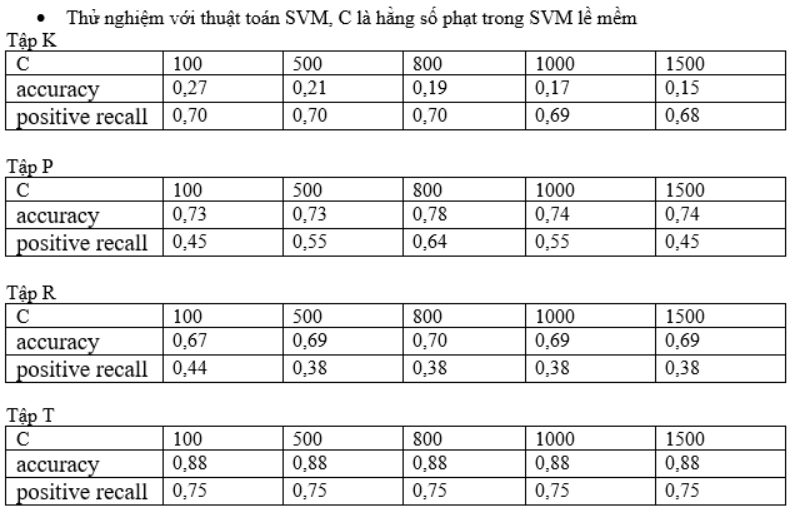 • Thử nghiệm với thuật toán SVM, C là hằng số phạt trong SVM lề mềm
Tập K
C 100 500 800 1000 1500
accuracy 0,27 0,21 0,19 0,17 0,15
positive recall 0,70 0,70 0,70 0,69 0,68
Tập P
C 100 500 800 1000 1500
accuracy 0,73 0,73 0,78 0,74 0,74
positive recall 0,45 0,55 0,64 0,55 0,45
Tập R
C 100 500 800 1000 1500
accuracy 0,67 0,69 0,70 0,69 0,69
positive recall 0,44 0,38 0,38 0,38 0,38
Tập T
C 100 500 800 1000 1500
accuracy 0,88 0,88 0,88 0,88 0,88
positive recall 0,75 0,75 0,75 0,75 0,75